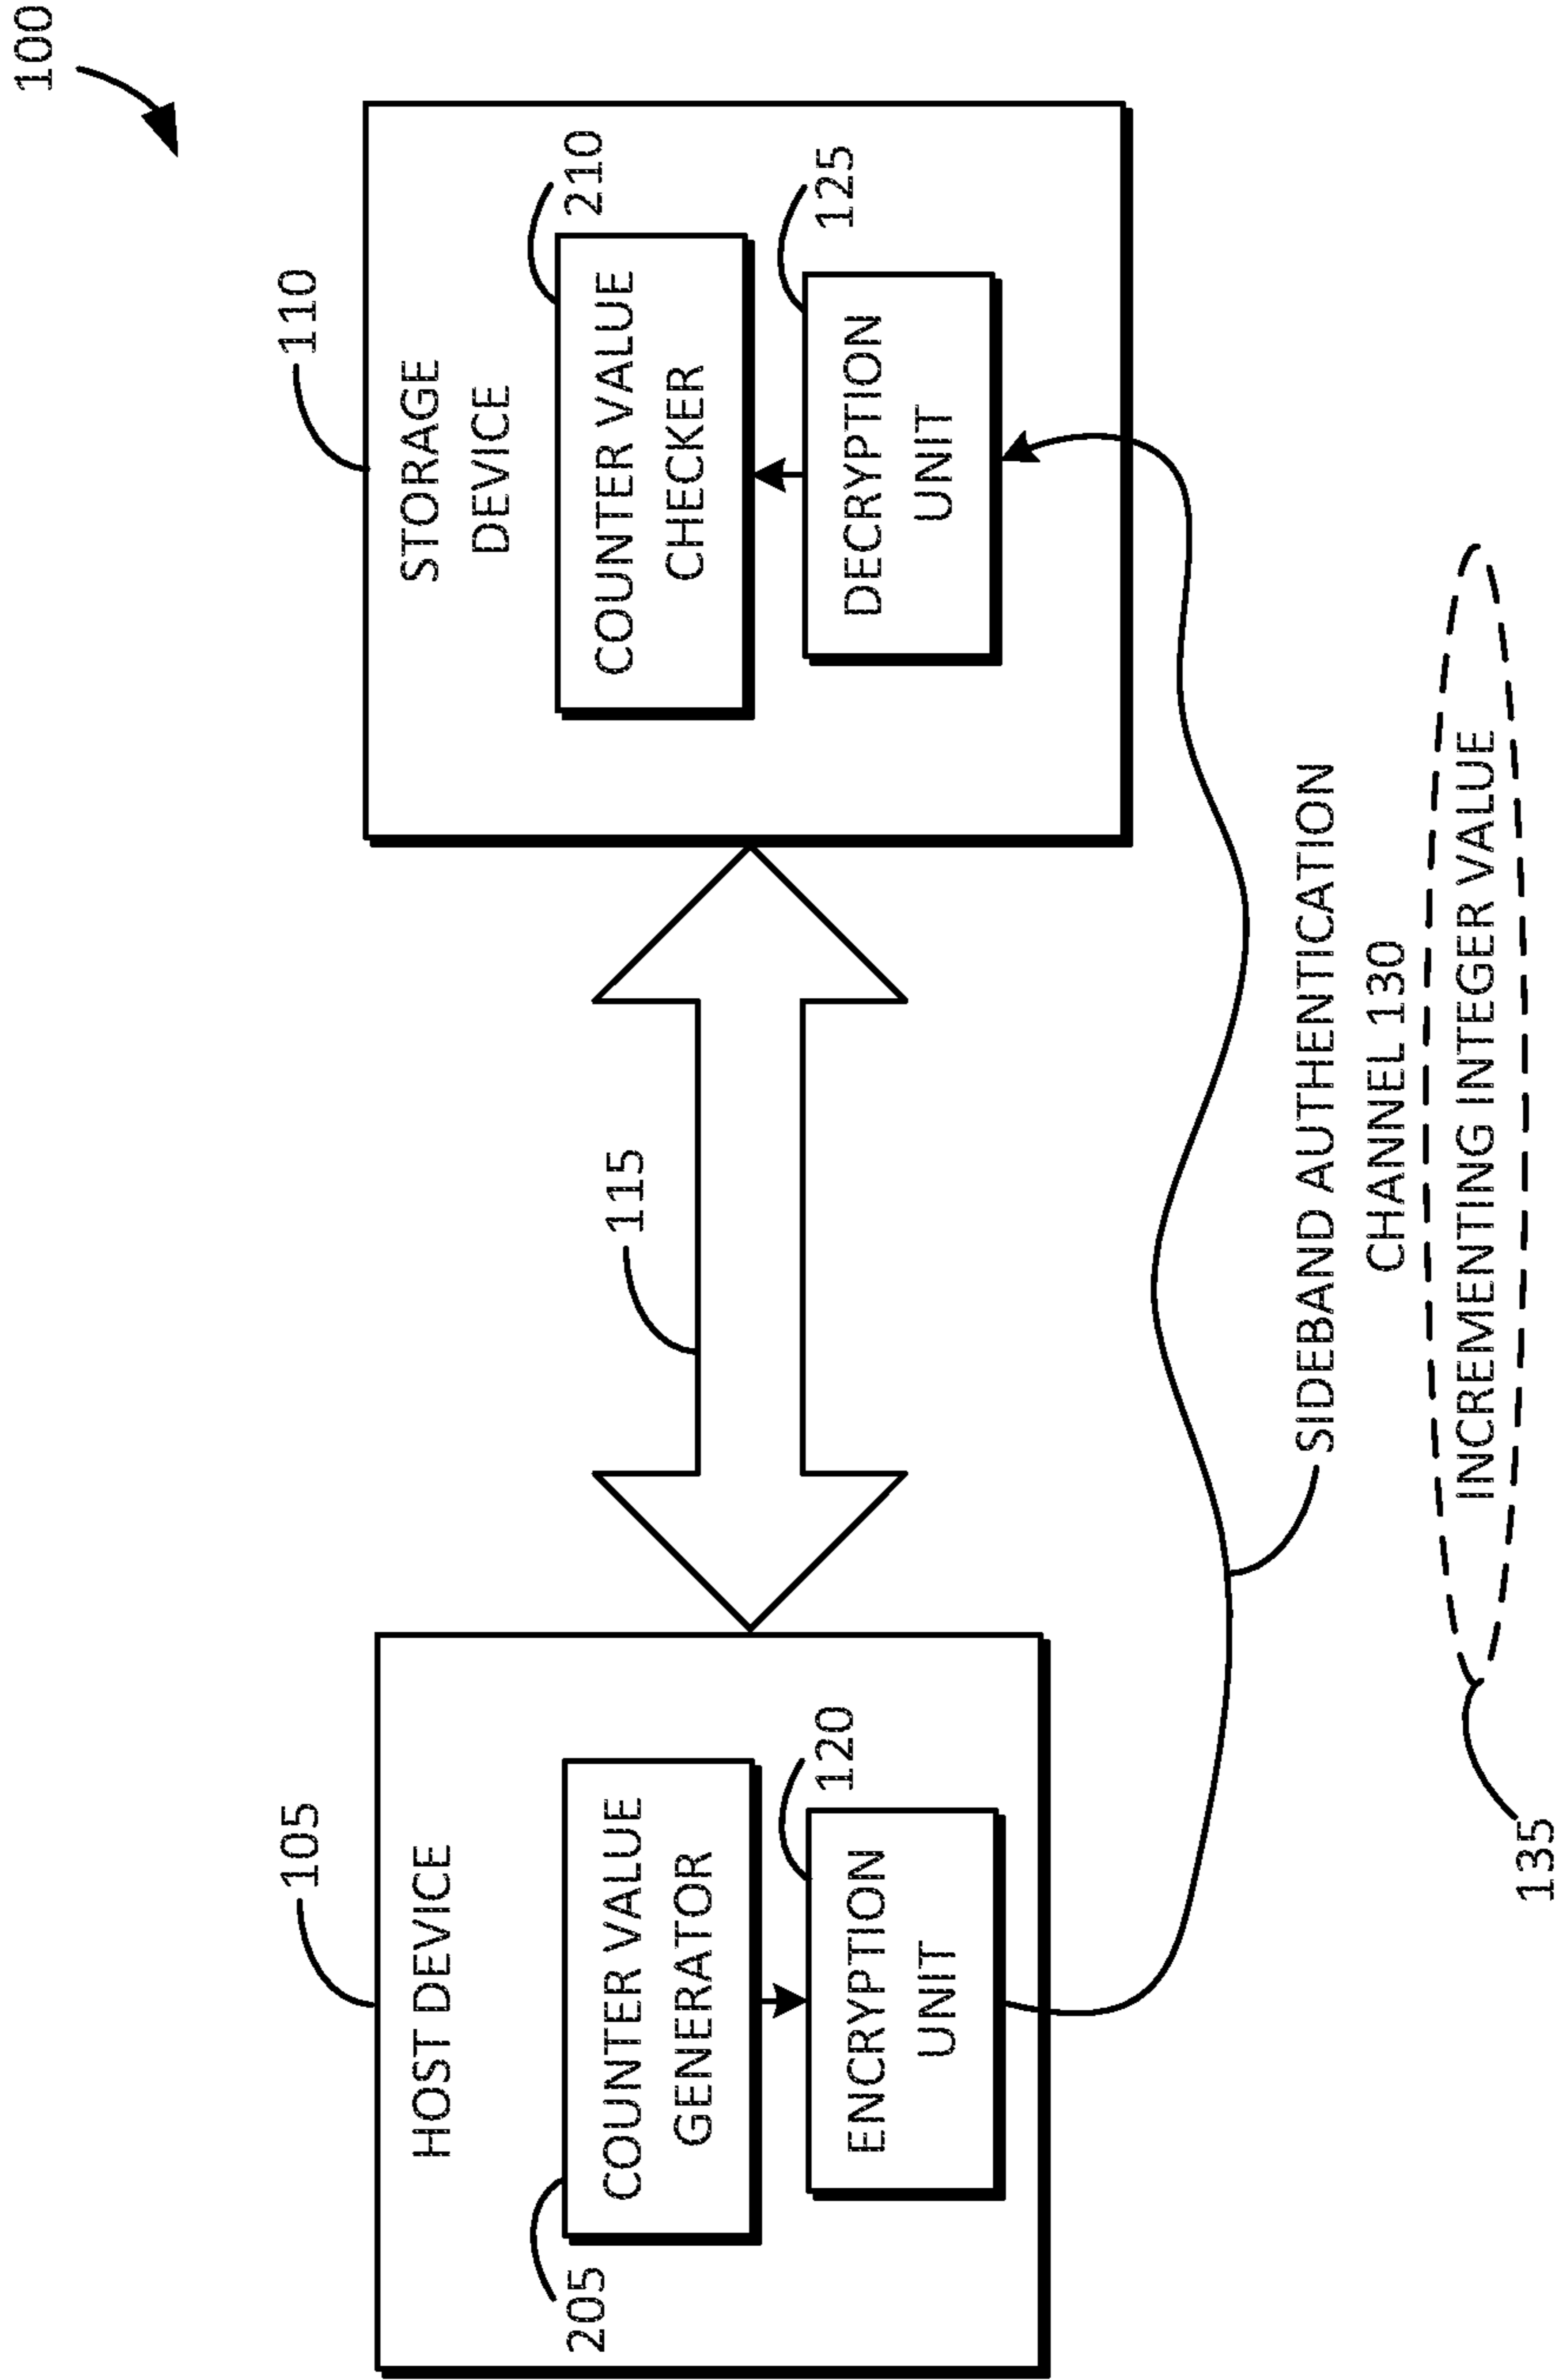 100
105
HOST DEVICE
205
COUNTER VALUE
GENERATOR
120
ENCRYPTION
UNIT
115
110
STORAGE
DEVICE
210
COUNTER VALUE
CHECKER
125
DECRYPTION
UNIT
SIDEBAND AUTHENTICATION
CHANNEL 130
INCREMENTING INTEGER VALUE
135